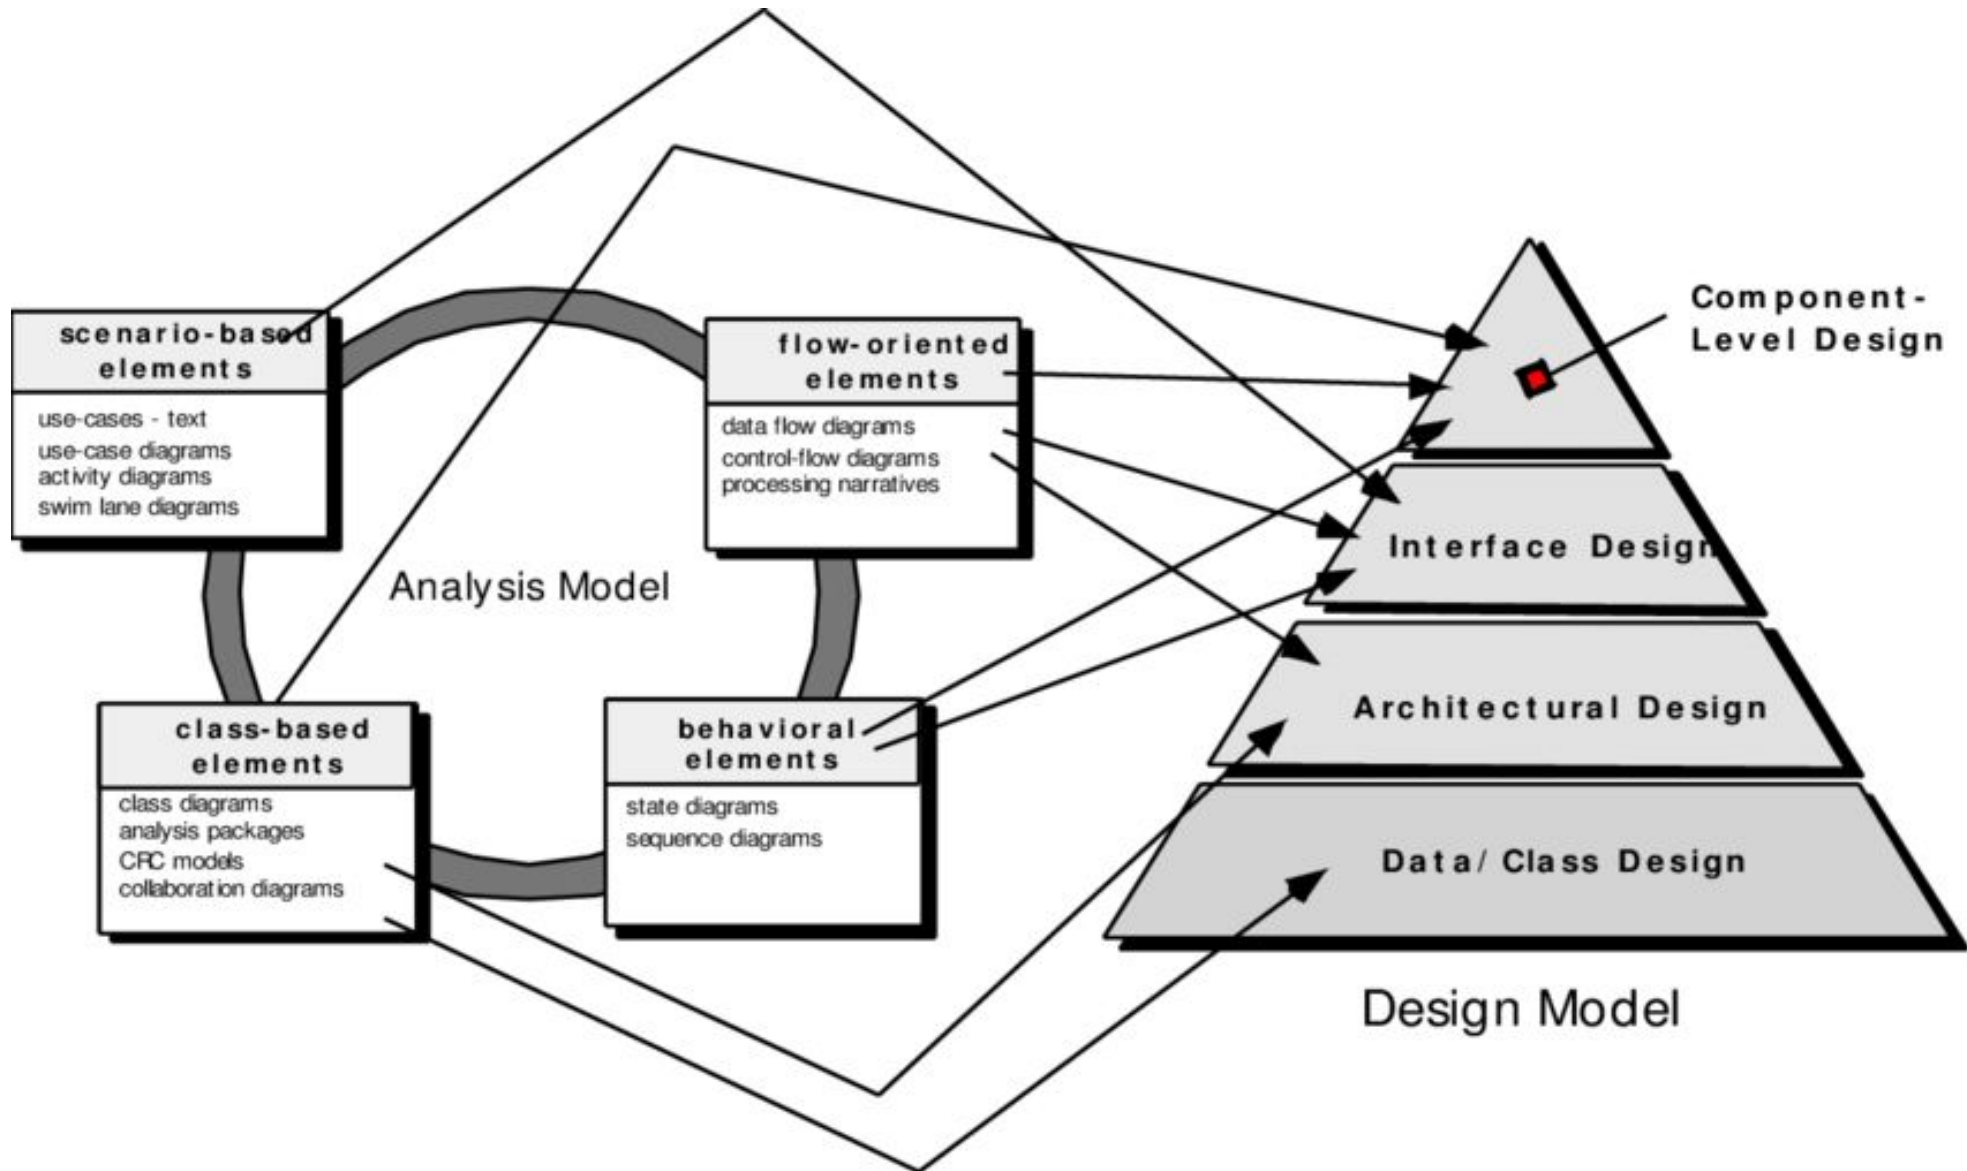 scenario-based
elements
use-cases - text
use-case diagrams
activity diagrams
swim lane diagrams
flow-oriented
elements
data flow diagrams
control-flow diagrams
processing narratives
Analysis Model
class-based
elements
class diagrams
analysis packages
CRC models
collaboration diagrams
behavioral
elements
state diagrams
sequence diagrams
Component-
Level Design
Interface Design
Architectural Design
Data/ Class Design
Design Model